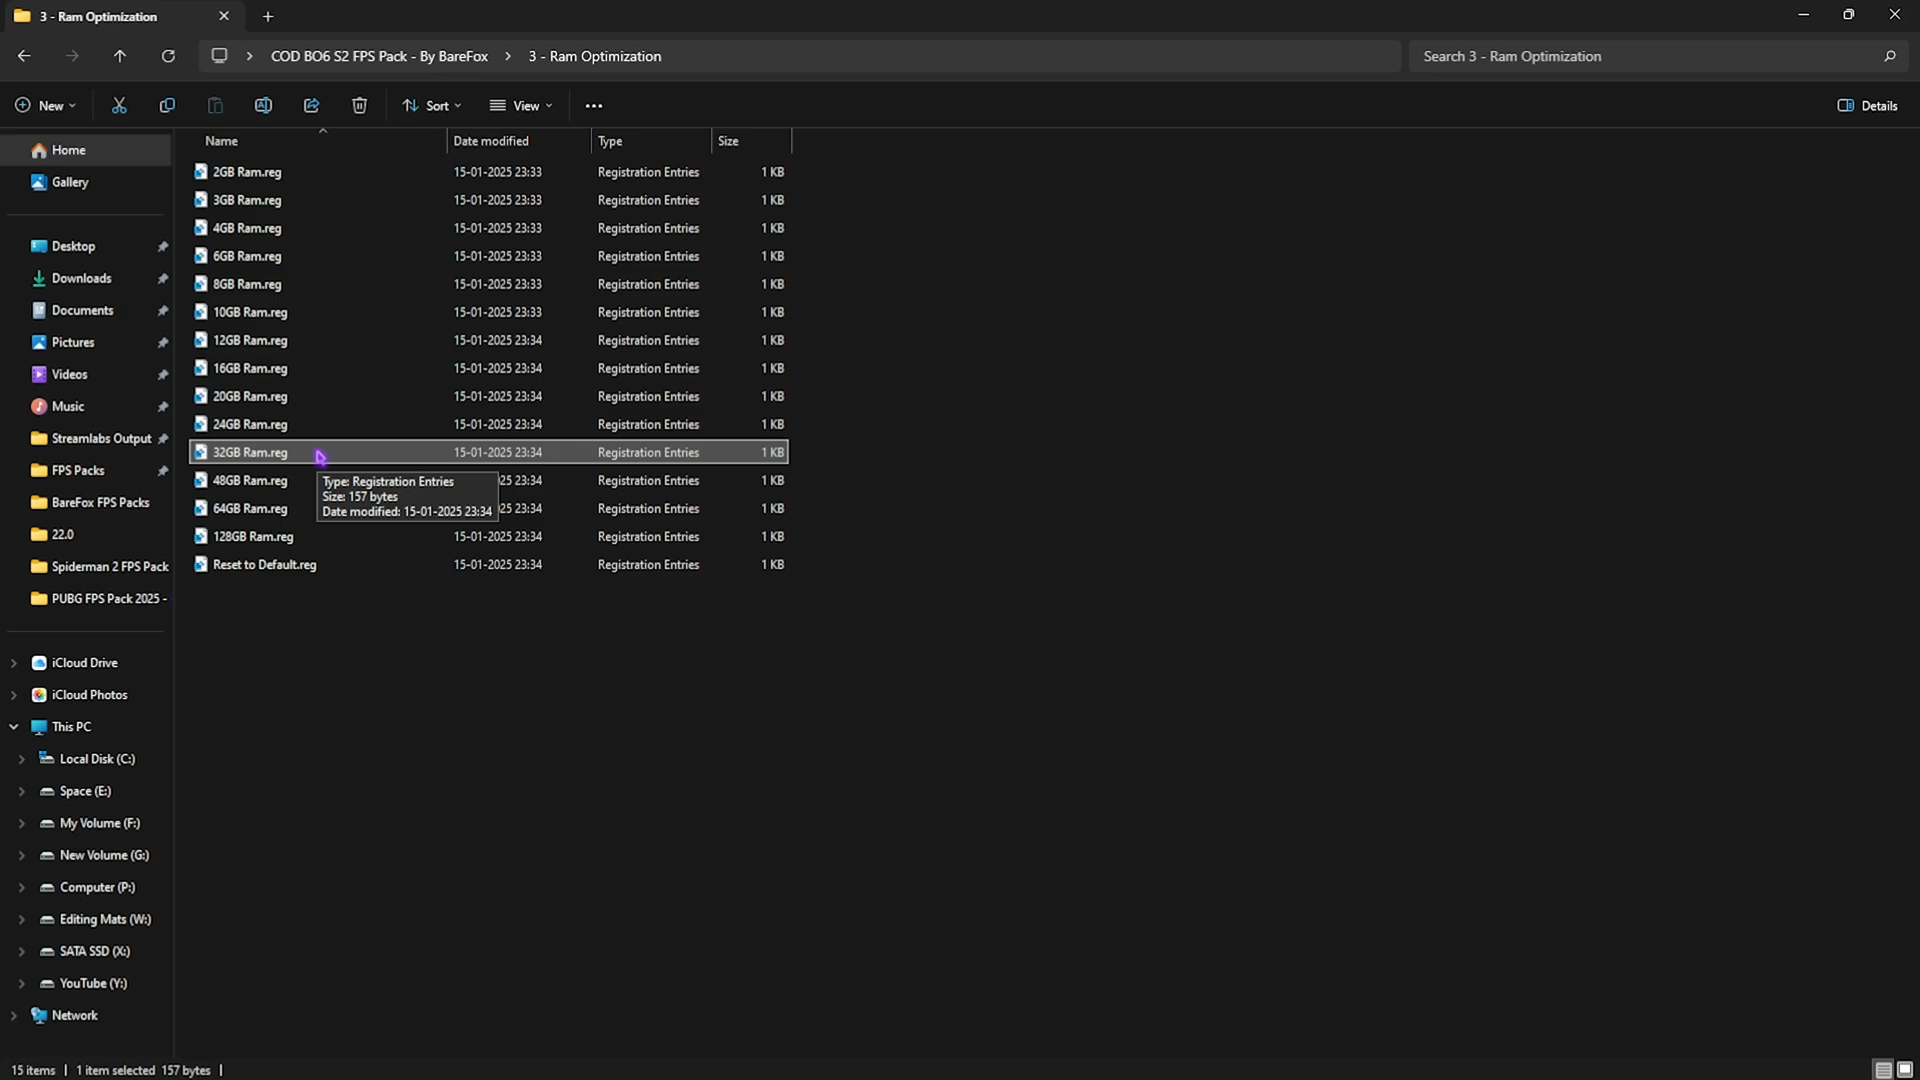 3 - Ram Optimization
COD BO6 S2 FPS Pack - By BareFox > 3 - Ram Optimization
Search 3 - Ram Optimization
New
Sort
View
Details
Name
Date modified
Type
Size
Home
Gallery
Desktop
Downloads
Documents
Pictures
Videos
Music
Streamlabs Output
FPS Packs
BareFox FPS Packs
22.0
Spiderman 2 FPS Pack
PUBG FPS Pack 2025 -
iCloud Drive
iCloud Photos
This PC
Local Disk (C:)
Space (E:)
My Volume (F:)
New Volume (G:)
Computer (P:)
Editing Mats (W:)
SATA SSD (X:)
YouTube (Y:)
Network
2GB Ram.reg 15-01-2025 23:33 Registration Entries 1 KB
3GB Ram.reg 15-01-2025 23:33 Registration Entries 1 KB
4GB Ram.reg 15-01-2025 23:33 Registration Entries 1 KB
6GB Ram.reg 15-01-2025 23:33 Registration Entries 1 KB
8GB Ram.reg 15-01-2025 23:33 Registration Entries 1 KB
10GB Ram.reg 15-01-2025 23:33 Registration Entries 1 KB
12GB Ram.reg 15-01-2025 23:34 Registration Entries 1 KB
16GB Ram.reg 15-01-2025 23:34 Registration Entries 1 KB
20GB Ram.reg 15-01-2025 23:34 Registration Entries 1 KB
24GB Ram.reg 15-01-2025 23:34 Registration Entries 1 KB
32GB Ram.reg 15-01-2025 23:34 Registration Entries 1 KB
48GB Ram.reg 25 23:34 Registration Entries 1 KB
64GB Ram.reg 25 23:34 Registration Entries 1 KB
128GB Ram.reg 15-01-2025 23:34 Registration Entries 1 KB
Reset to Default.reg 15-01-2025 23:34 Registration Entries 1 KB
Type: Registration Entries
Size: 157 bytes
Date modified: 15-01-2025 23:34
15 items | 1 item selected 157 bytes |